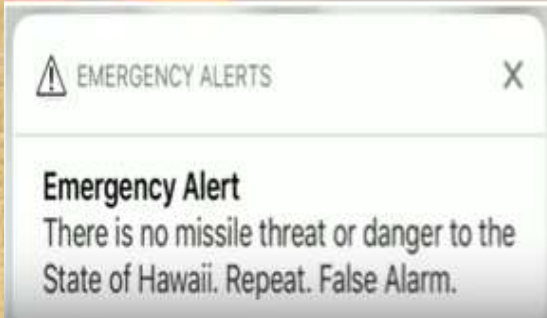 EMERGENCY ALERTS X
Emergency Alert
There is no missile threat or danger to the
State of Hawaii. Repeat. False Alarm.